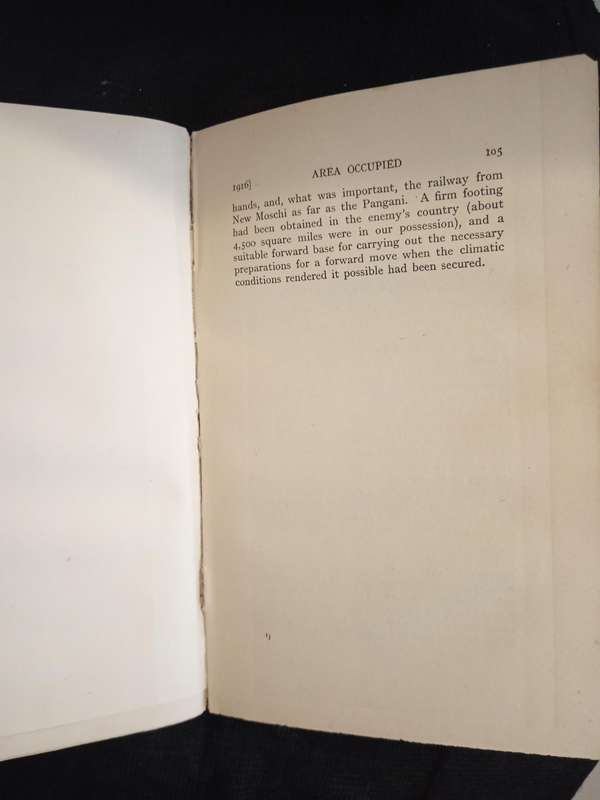 1916] AREA OCCUPIED 105
hands, and, what was important, the railway from
New Moschi as far as the Pangani. A firm footing
had been obtained in the enemy's country (about
4,500 square miles were in our possession), and a
suitable forward base for carrying out the necessary
preparations for a forward move when the climatic
conditions rendered it possible had been secured.